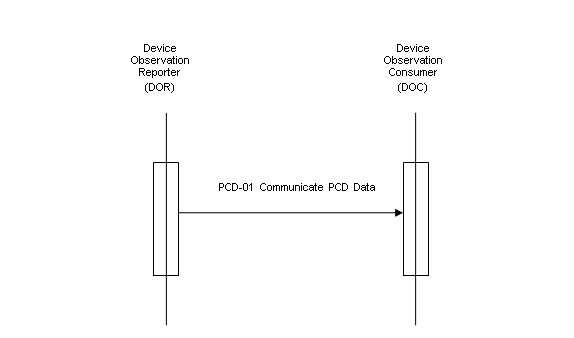 Device
Observation
Reporter
(DOR)
Device
Observation
Consumer
(DOC)
PCD-01 Communicate PCD Data